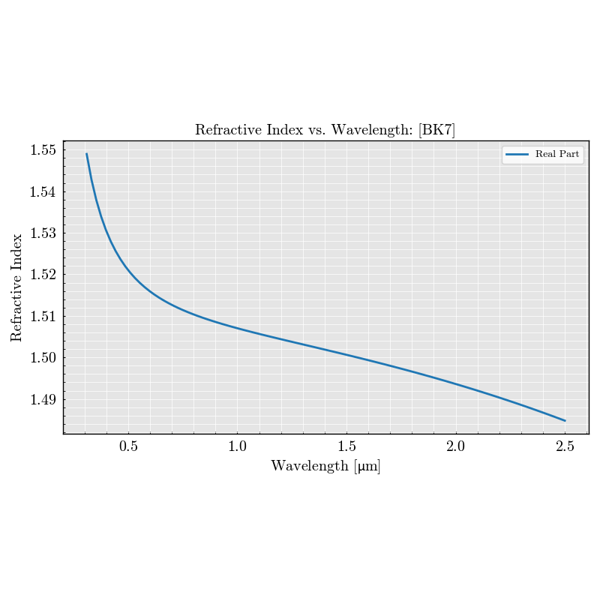 Refractive Index vs. Wavelength: [BK7]
Real Part
Refractive Index
1.55
1.54
1.53
1.52
1.51
1.50
1.49
0.5 1.0 1.5 2.0 2.5
Wavelength [μm]